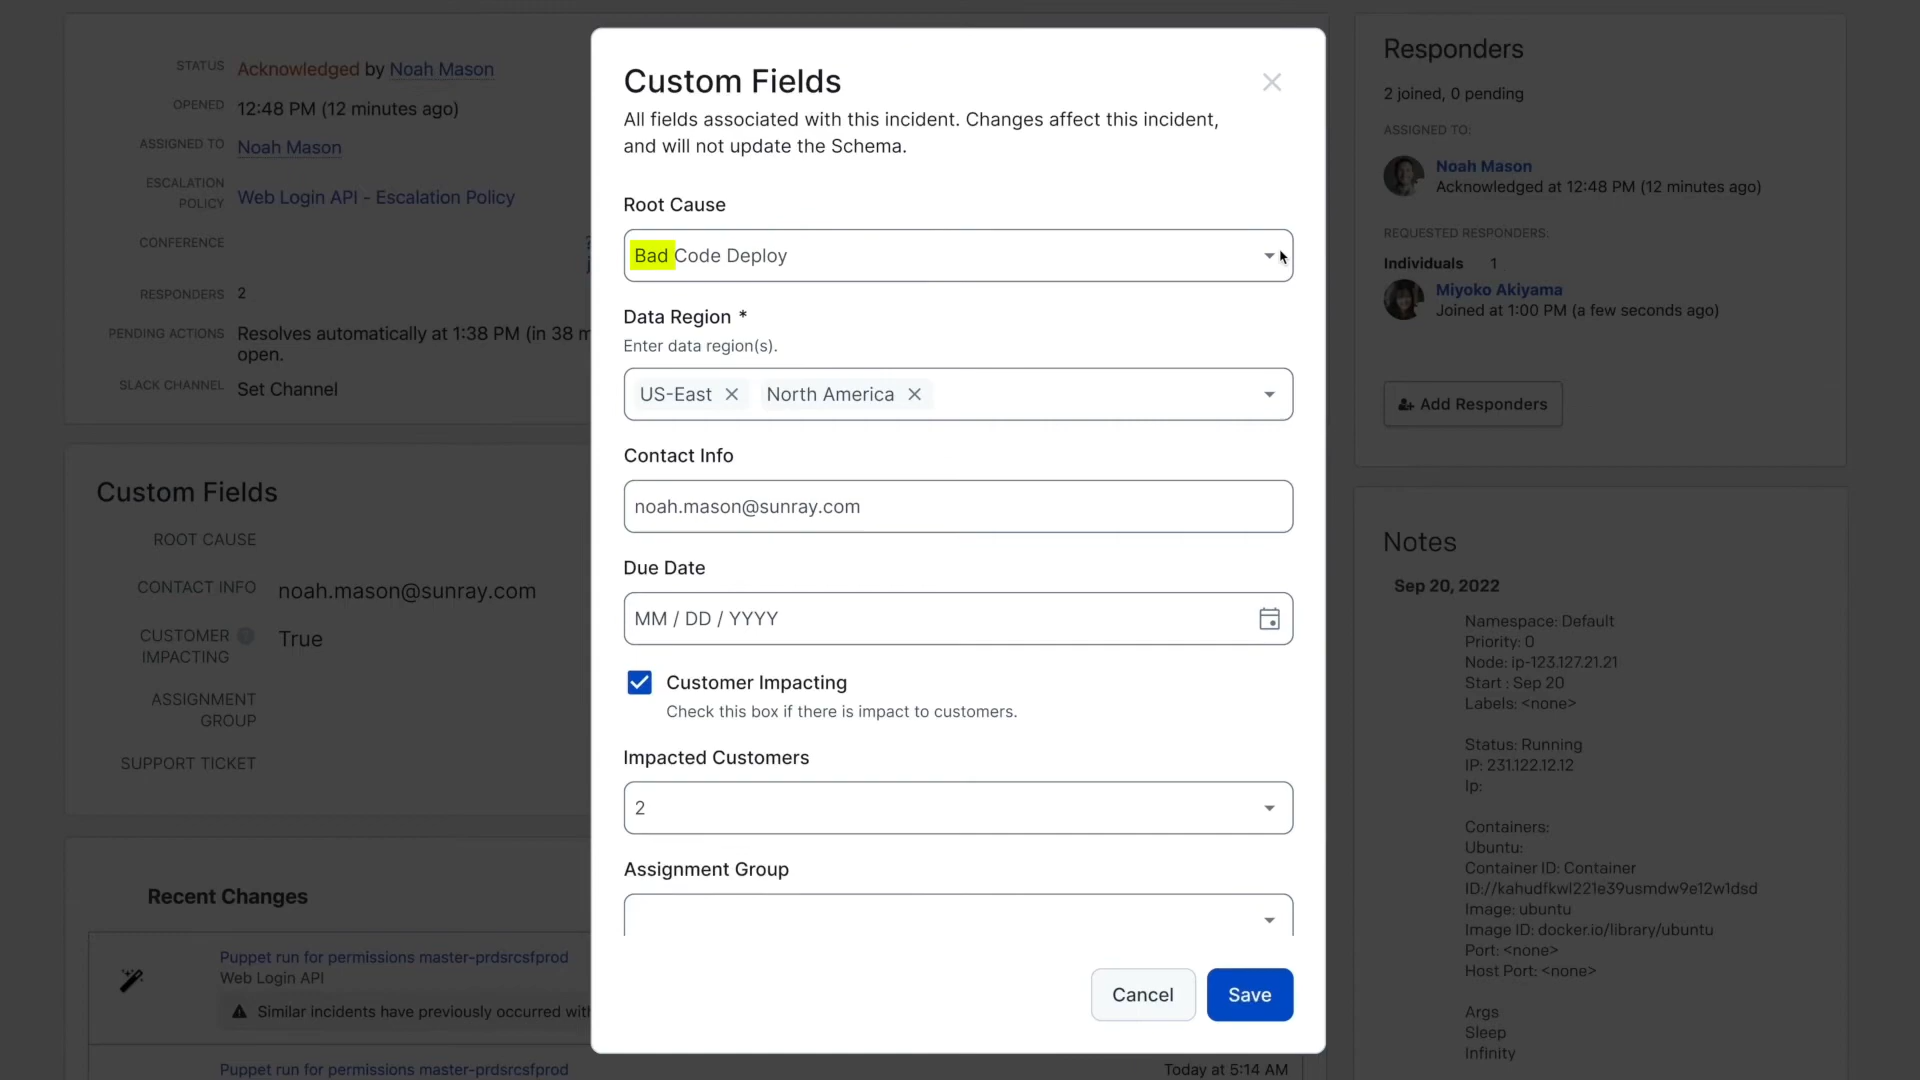 STATUS Acknowledged by Noah Mason
OPENED 12:48 PM (12 minutes ago)
ASSIGNED TO Noah Mason
ESCALATION
POLICY Web Login API - Escalation Policy
CONFERENCE
RESPONDERS 2
PENDING ACTIONS Resolves automatically at 1:38 PM (in 38 m
open.
SLACK CHANNEL Set Channel
Custom Fields
ROOT CAUSE
CONTACT INFO noah.mason@sunray.com
CUSTOMER
IMPACTING True
ASSIGNMENT
GROUP
SUPPORT TICKET
Recent Changes
Puppet run for permissions master-prdsrcsfprod
Web Login API
Similar incidents have previously occurred with
Puppet run for permissions master-prdsrcsfprod
Today at 5:14 AM
Custom Fields
All fields associated with this incident. Changes affect this incident,
and will not update the Schema.
Root Cause
Bad Code Deploy
Data Region *
Enter data region(s).
US-East North America
Contact Info
noah.mason@sunray.com
Due Date
MM / DD / YYYY
Customer Impacting
Check this box if there is impact to customers.
Impacted Customers
2
Assignment Group
Cancel Save
Responders
2 joined, 0 pending
ASSIGNED TO:
Noah Mason
Acknowledged at 12:48 PM (12 minutes ago)
REQUESTED RESPONDERS:
Individuals 1
Miyoko Akiyama
Joined at 1:00 PM (a few seconds ago)
Add Responders
Notes
Sep 20, 2022
Namespace: Default
Priority: 0
Node: ip-123.127.21.21
Start : Sep 20
Labels: <none>
Status: Running
IP: 231.122.12.12
Ip:
Containers:
Ubuntu:
Container ID: Container
ID://kahudfkwl221e39usmdw9e12w1dsd
Image: ubuntu
Image ID: docker.io/library/ubuntu
Port: <none>
Host Port: <none>
Args
Sleep
Infinity